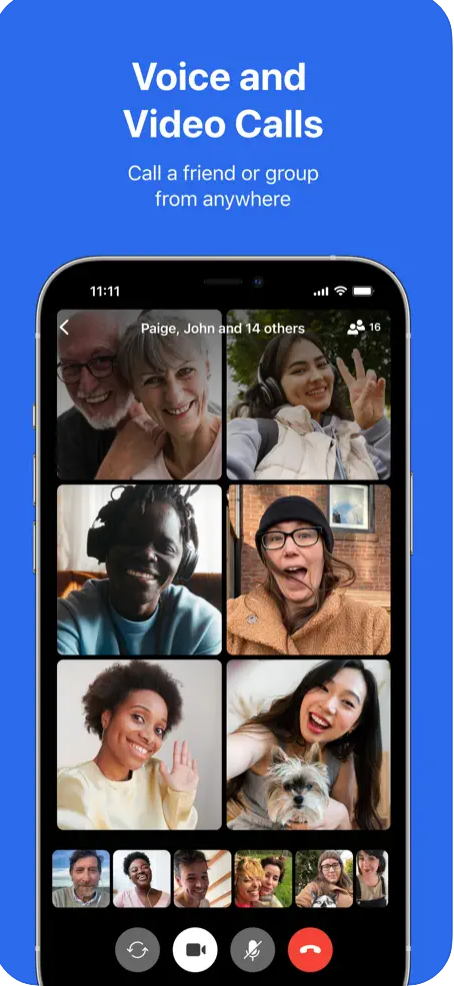 Voice and
Video Calls
Call a friend or group
from anywhere
11:11
Paige, John and 14 others
16